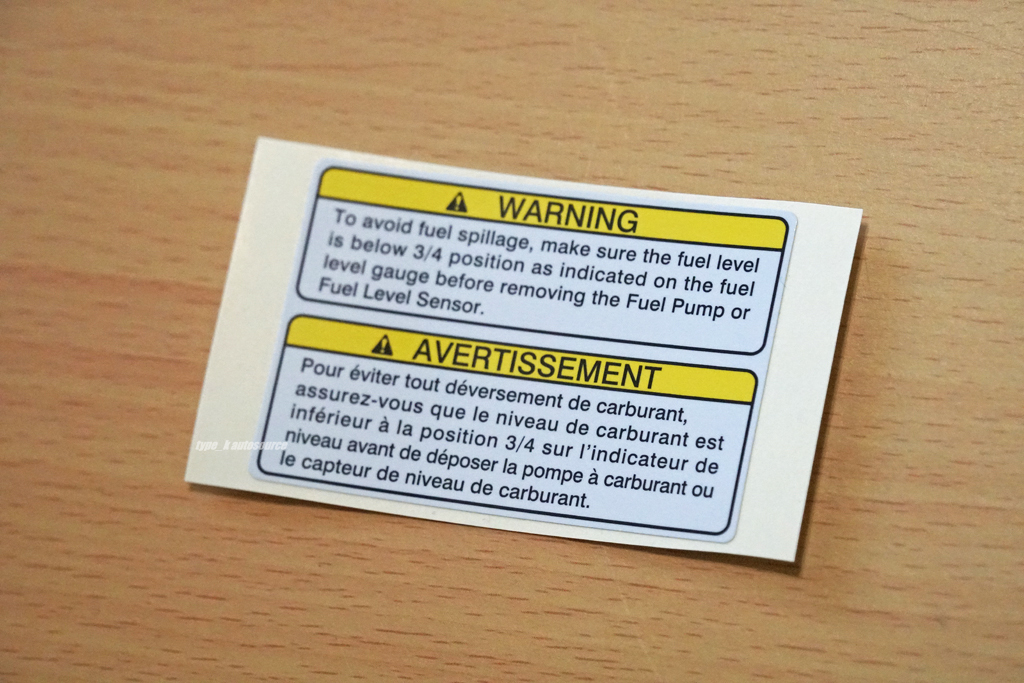 WARNING
To avoid fuel spillage, make sure the fuel level
is below 3/4 position as indicated on the fuel
level gauge before removing the Fuel Pump or
Fuel Level Sensor.
AVERTISSEMENT
Pour éviter tout déversement de carburant,
assurez-vous que le niveau de carburant est
inférieur à la position 3/4 sur l'indicateur de
niveau avant de déposer la pompe à carburant ou
le capteur de niveau de carburant.
type_k autosource